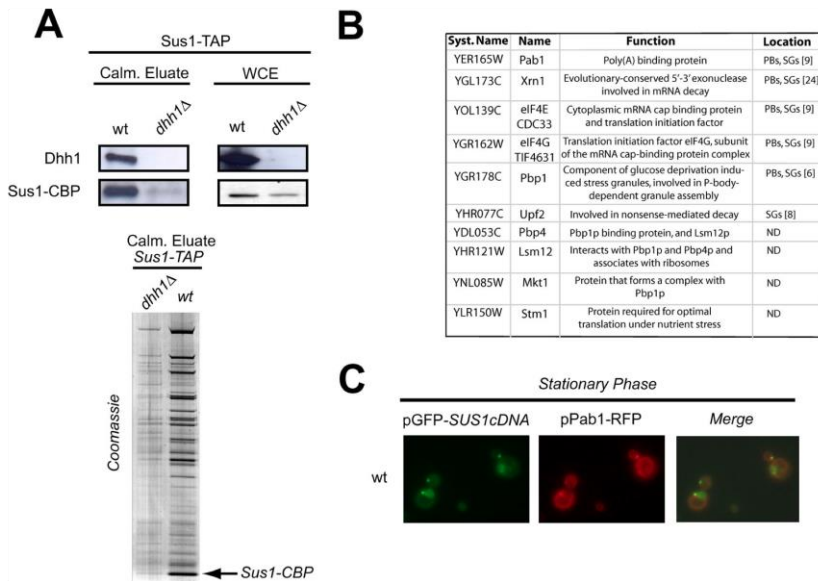 A
Sus1-TAP
Calm. Eluate WCE
wt dhh1Δ wt dhh1Δ
Dhh1
Sus1-CBP
Calm. Eluate
Sus1-TAP
dhh1Δ wt
Coomassie
Sus1-CBP
B
Syst. Name Name Function Location
YER165W Pab1 Poly(A) binding protein PBs, SGs [9]
YGL173C Xrn1 Evolutionary-conserved 5'-3' exonuclease PBs, SGs [24]
involved in mRNA decay
YOL139C eIF4E Cytoplasmic mRNA cap binding protein PBs, SGs [9]
CDC33 and translation initiation factor
YGR162W eIF4G Translation initiation factor eIF4G, subunit PBs, SGs [9]
TIF4631 of the mRNA cap-binding protein complex
YGR178C Pbp1 Component of glucose deprivation indu- PBs, SGs [6]
ced stress granules, involved in P-body-
dependent granule assembly
YHR077C Upf2 Involved in nonsense-mediated decay SGs [8]
YDL053C Pbp4 Pbp1p binding protein, and Lsm12p ND
YHR121W Lsm12 Interacts with Pbp1p and Pbp4p and ND
associates with ribosomes
YNL085W Mkt1 Protein that forms a complex with ND
Pbp1p
YLR150W Stm1 Protein required for optimal ND
translation under nutrient stress
C
Stationary Phase
pGFP-SUS1cDNA pPab1-RFP Merge
wt